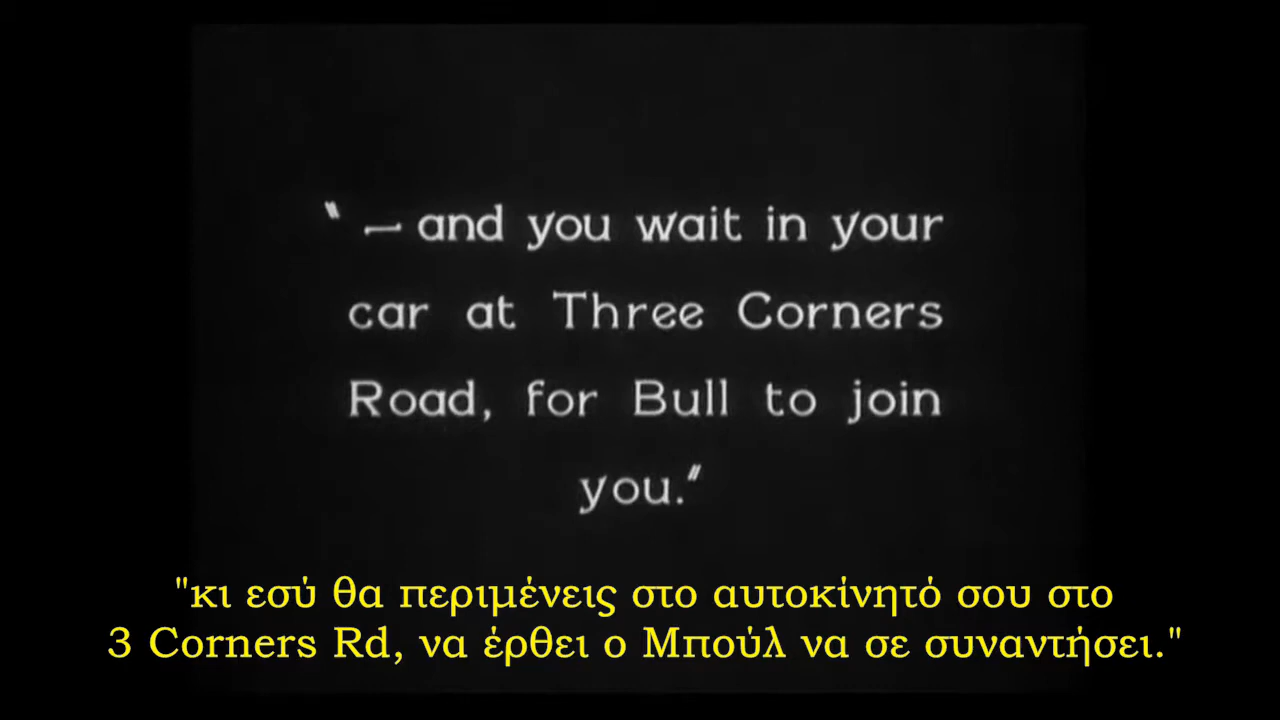 " — and you wait in your
car at Three Corners
Road, for Bull to join
you."
"κι εσύ θα περιμένεις στο αυτοκίνητό σου στο
3 Corners Rd, να έρθει ο Μπούλ να σε συναντήσει."